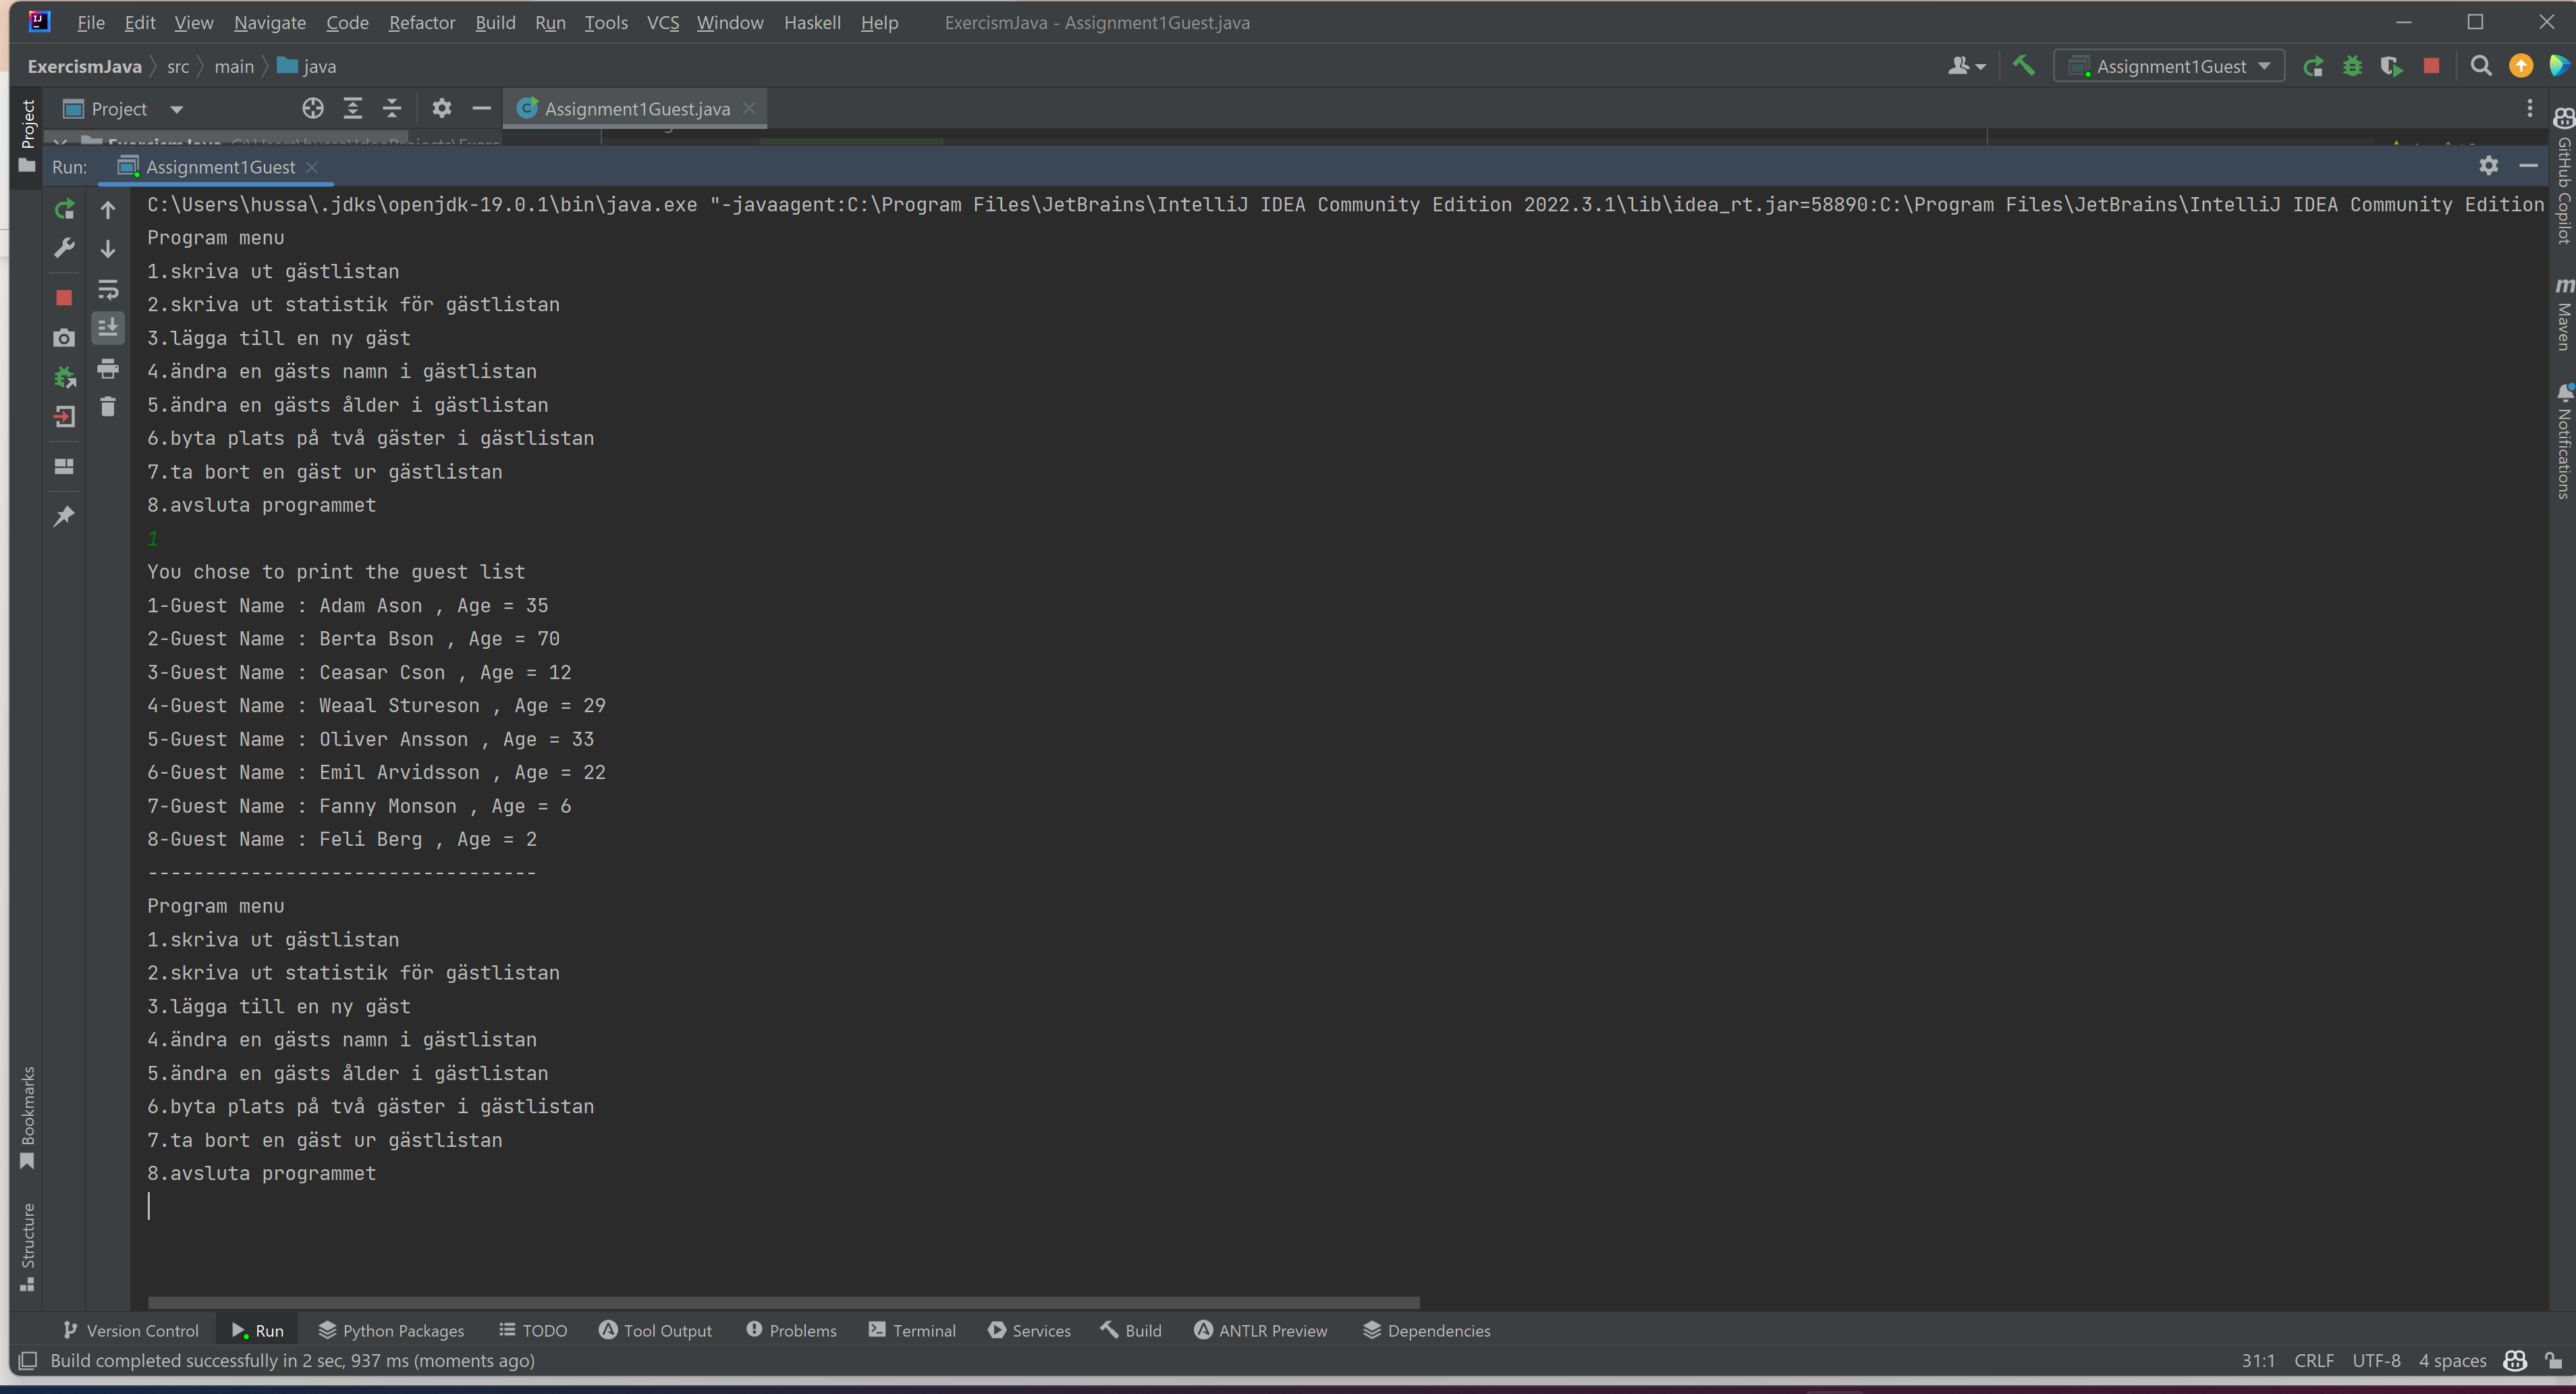 File Edit View Navigate Code Refactor Build Run Tools VCS Window Haskell Help ExercismJava - Assignment1Guest.java
ExercismJava src main java Assignment1Guest
Project Assignment1Guest.java
Run: Assignment1Guest
C:\Users\hussa\.jdks\openjdk-19.0.1\bin\java.exe "-javaagent:C:\Program Files\JetBrains\IntelliJ IDEA Community Edition 2022.3.1\lib\idea_rt.jar=58890:C:\Program Files\JetBrains\IntelliJ IDEA Community Edition
Program menu
1.skriva ut gästlistan
2.skriva ut statistik för gästlistan
3.lägga till en ny gäst
4.ändra en gästs namn i gästlistan
5.ändra en gästs ålder i gästlistan
6.byta plats på två gäster i gästlistan
7.ta bort en gäst ur gästlistan
8.avsluta programmet
1
You chose to print the guest list
1-Guest Name : Adam Ason , Age = 35
2-Guest Name : Berta Bson , Age = 70
3-Guest Name : Ceasar Cson , Age = 12
4-Guest Name : Weaal Stureson , Age = 29
5-Guest Name : Oliver Ansson , Age = 33
6-Guest Name : Emil Arvidsson , Age = 22
7-Guest Name : Fanny Monson , Age = 6
8-Guest Name : Feli Berg , Age = 2
------------------------------------
Program menu
1.skriva ut gästlistan
2.skriva ut statistik för gästlistan
3.lägga till en ny gäst
4.ändra en gästs namn i gästlistan
5.ändra en gästs ålder i gästlistan
6.byta plats på två gäster i gästlistan
7.ta bort en gäst ur gästlistan
8.avsluta programmet
Project
Bookmarks
Structure
GitHub Copilot
Maven
Notifications
Version Control Run Python Packages TODO Tool Output Problems Terminal Services Build ANTLR Preview Dependencies
Build completed successfully in 2 sec, 937 ms (moments ago) 31:1 CRLF UTF-8 4 spaces